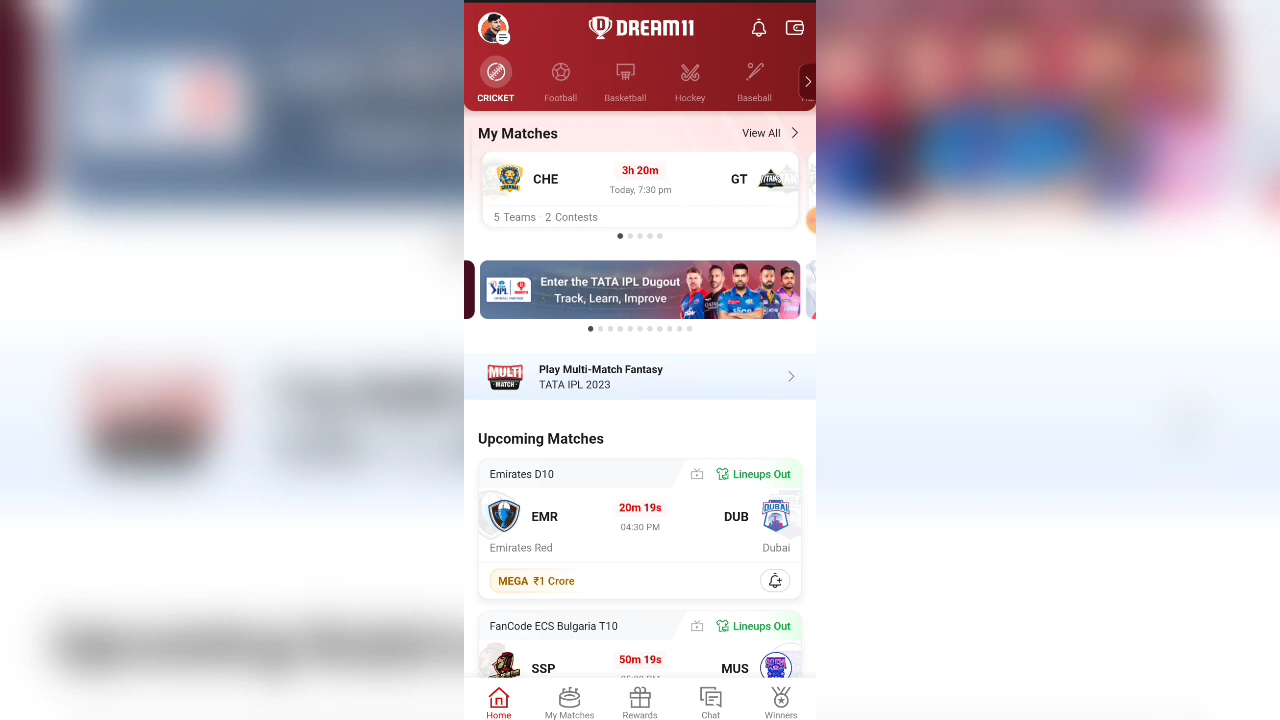 DREAM11
CRICKET
Football
Basketball
Hockey
Baseball
My Matches
View All
CHE
3h 20m
GT
Today, 7:30 pm
5 Teams · 2 Contests
IPL
Enter the TATA IPL Dugout
Track, Learn, Improve
MULTI
MATCH
Play Multi-Match Fantasy
TATA IPL 2023
Upcoming Matches
Emirates D10
Lineups Out
EMR
20m 19s
DUB
DUBAI
04:30 PM
Emirates Red
Dubai
MEGA ₹1 Crore
FanCode ECS Bulgaria T10
Lineups Out
SSP
50m 19s
MUS
Home
My Matches
Rewards
Chat
Winners